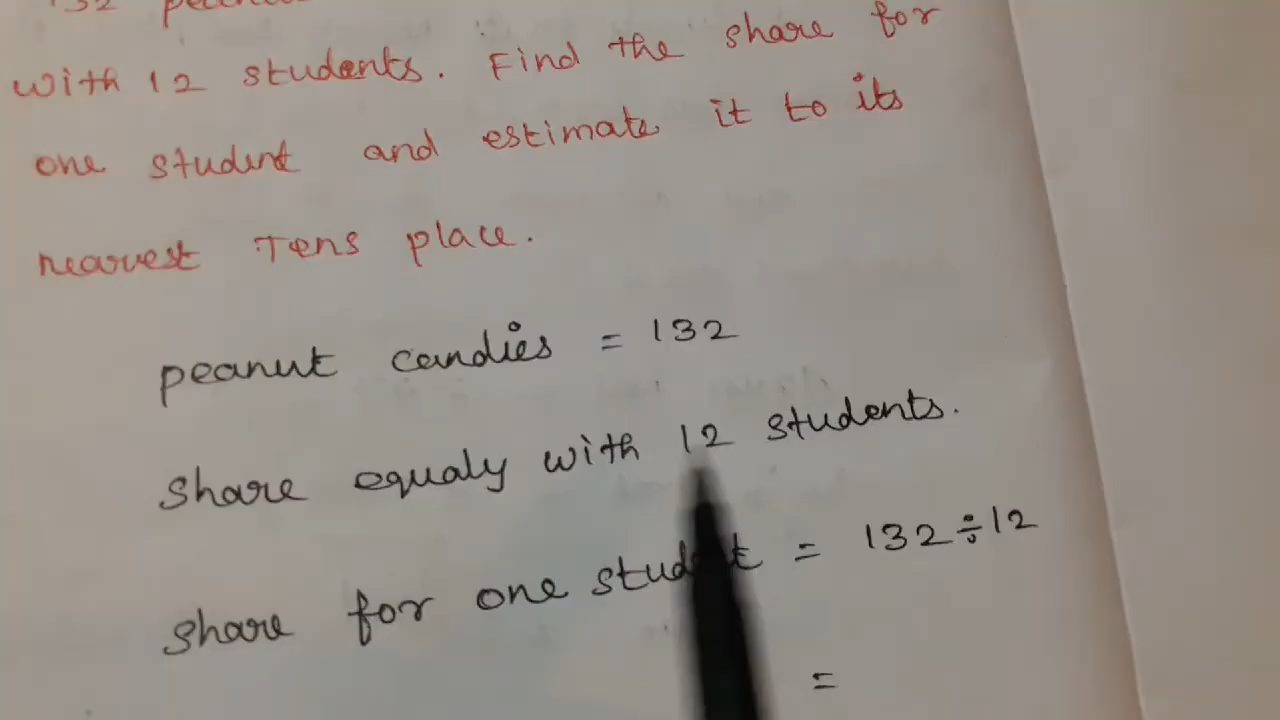 132
with 12 students. Find the share for
one student and estimate it to its
nearest Tens place.
peanut candies = 132
share equaly with 12 students.
share for one student = 132 ÷ 12
=